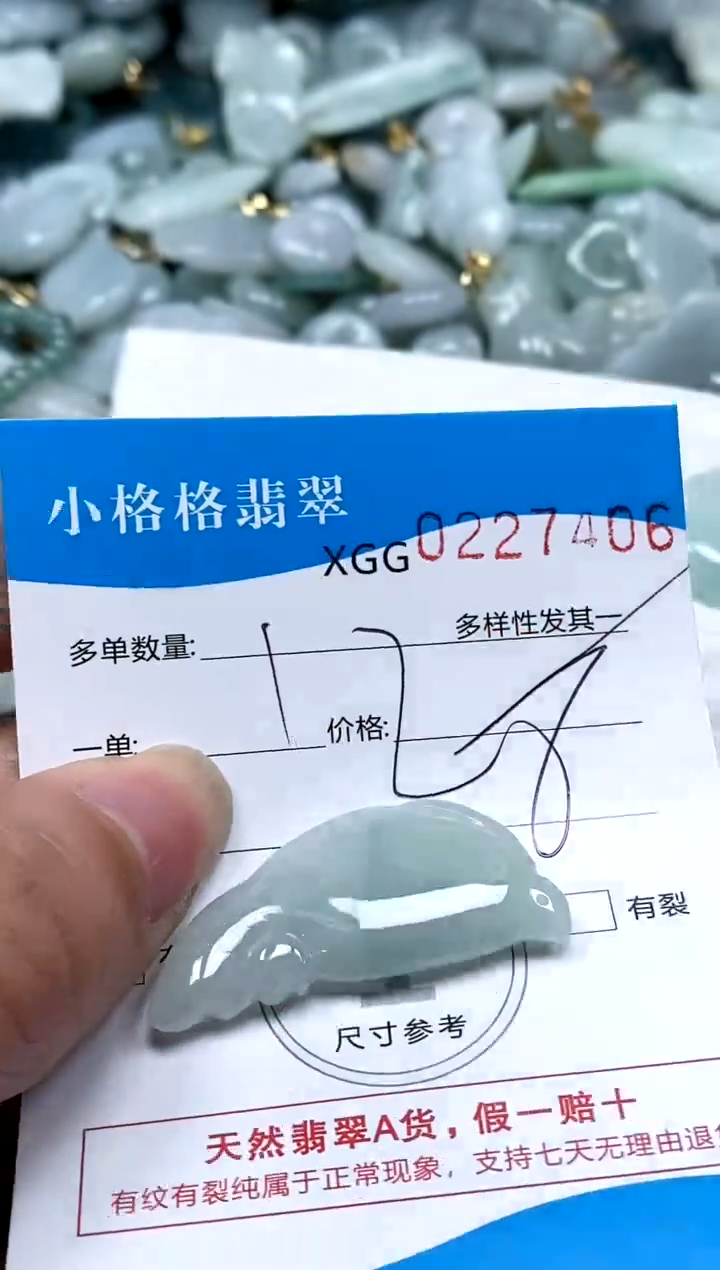 小格格翡翠
XGG0227406
多单数量:
多样性发其一
一单:
价格:
有裂
尺寸参考
天然翡翠A货，假一赔十
有纹有裂纯属于正常现象，支持七天无理由退